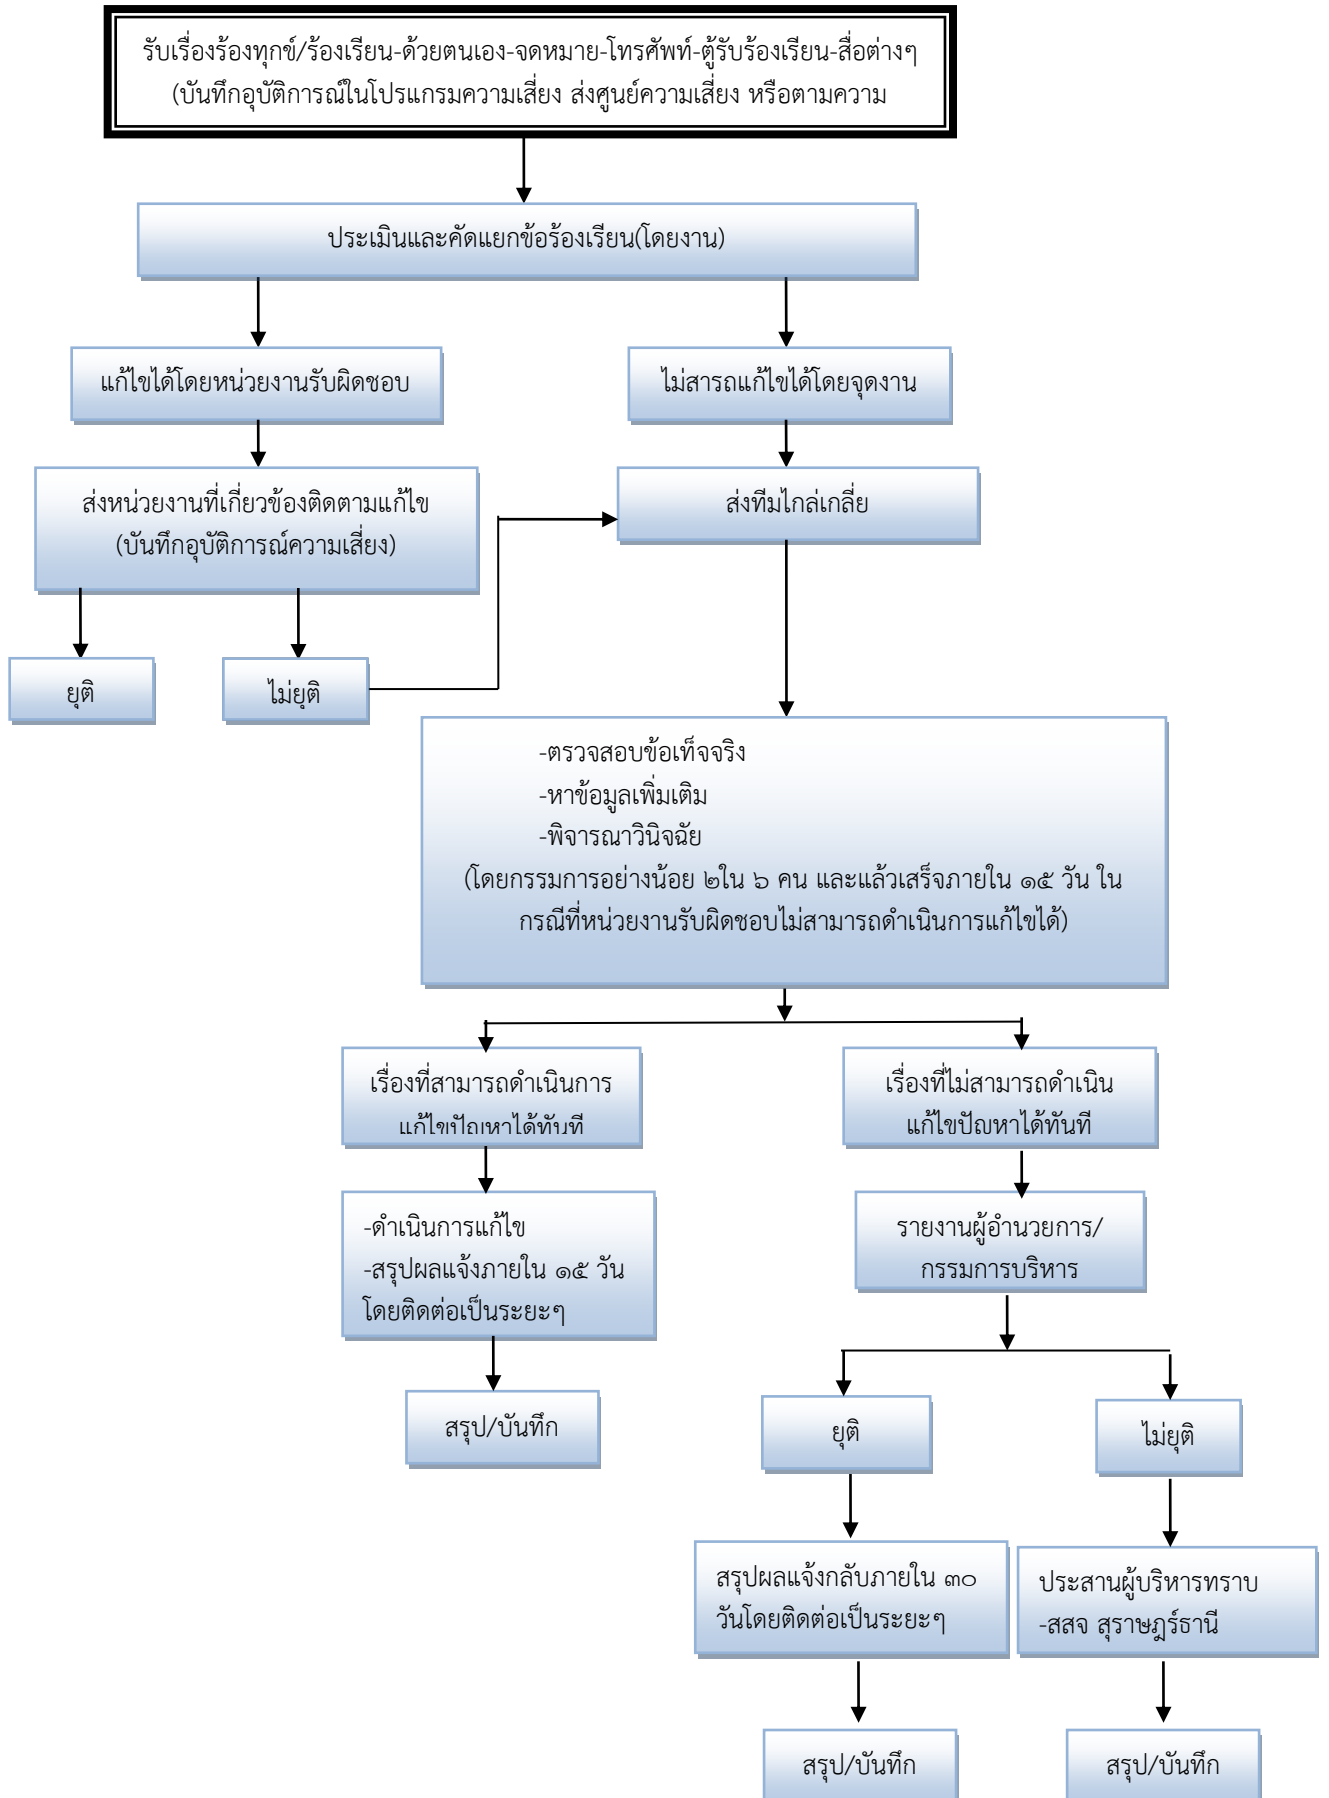 รับเรื่องร้องทุกข์/ร้องเรียน-ด้วยตนเอง-จดหมาย-โทรศัพท์-ตู้รับร้องเรียน-สื่อต่างๆ
(บันทึกอุบัติการณ์ในโปรแกรมความเสี่ยง ส่งศูนย์ความเสี่ยง หรือตามความ
ประเมินและคัดแยกข้อร้องเรียน(โดยงาน)
แก้ไขได้โดยหน่วยงานรับผิดชอบ
ไม่สารถแก้ไขได้โดยจุดงาน
ส่งหน่วยงานที่เกี่ยวข้องติดตามแก้ไข
(บันทึกอุบัติการณ์ความเสี่ยง)
ส่งทีมไกล่เกลี่ย
ยุติ
ไม่ยุติ
-ตรวจสอบข้อเท็จจริง
-หาข้อมูลเพิ่มเติม
-พิจารณาวินิจฉัย
(โดยกรรมการอย่างน้อย ๒ใน ๖ คน และแล้วเสร็จภายใน ๑๕ วัน ใน
กรณีที่หน่วยงานรับผิดชอบไม่สามารถดำเนินการแก้ไขได้)
เรื่องที่สามารถดำเนินการ
แก้ไขปัญหาได้ทันที
เรื่องที่ไม่สามารถดำเนิน
แก้ไขปัญหาได้ทันที
-ดำเนินการแก้ไข
-สรุปผลแจ้งภายใน ๑๕ วัน
โดยติดต่อเป็นระยะๆ
รายงานผู้อำนวยการ/
กรรมการบริหาร
สรุป/บันทึก
ยุติ
ไม่ยุติ
สรุปผลแจ้งกลับภายใน ๓๐
วันโดยติดต่อเป็นระยะๆ
ประสานผู้บริหารทราบ
-สสจ สุราษฎร์ธานี
สรุป/บันทึก
สรุป/บันทึก